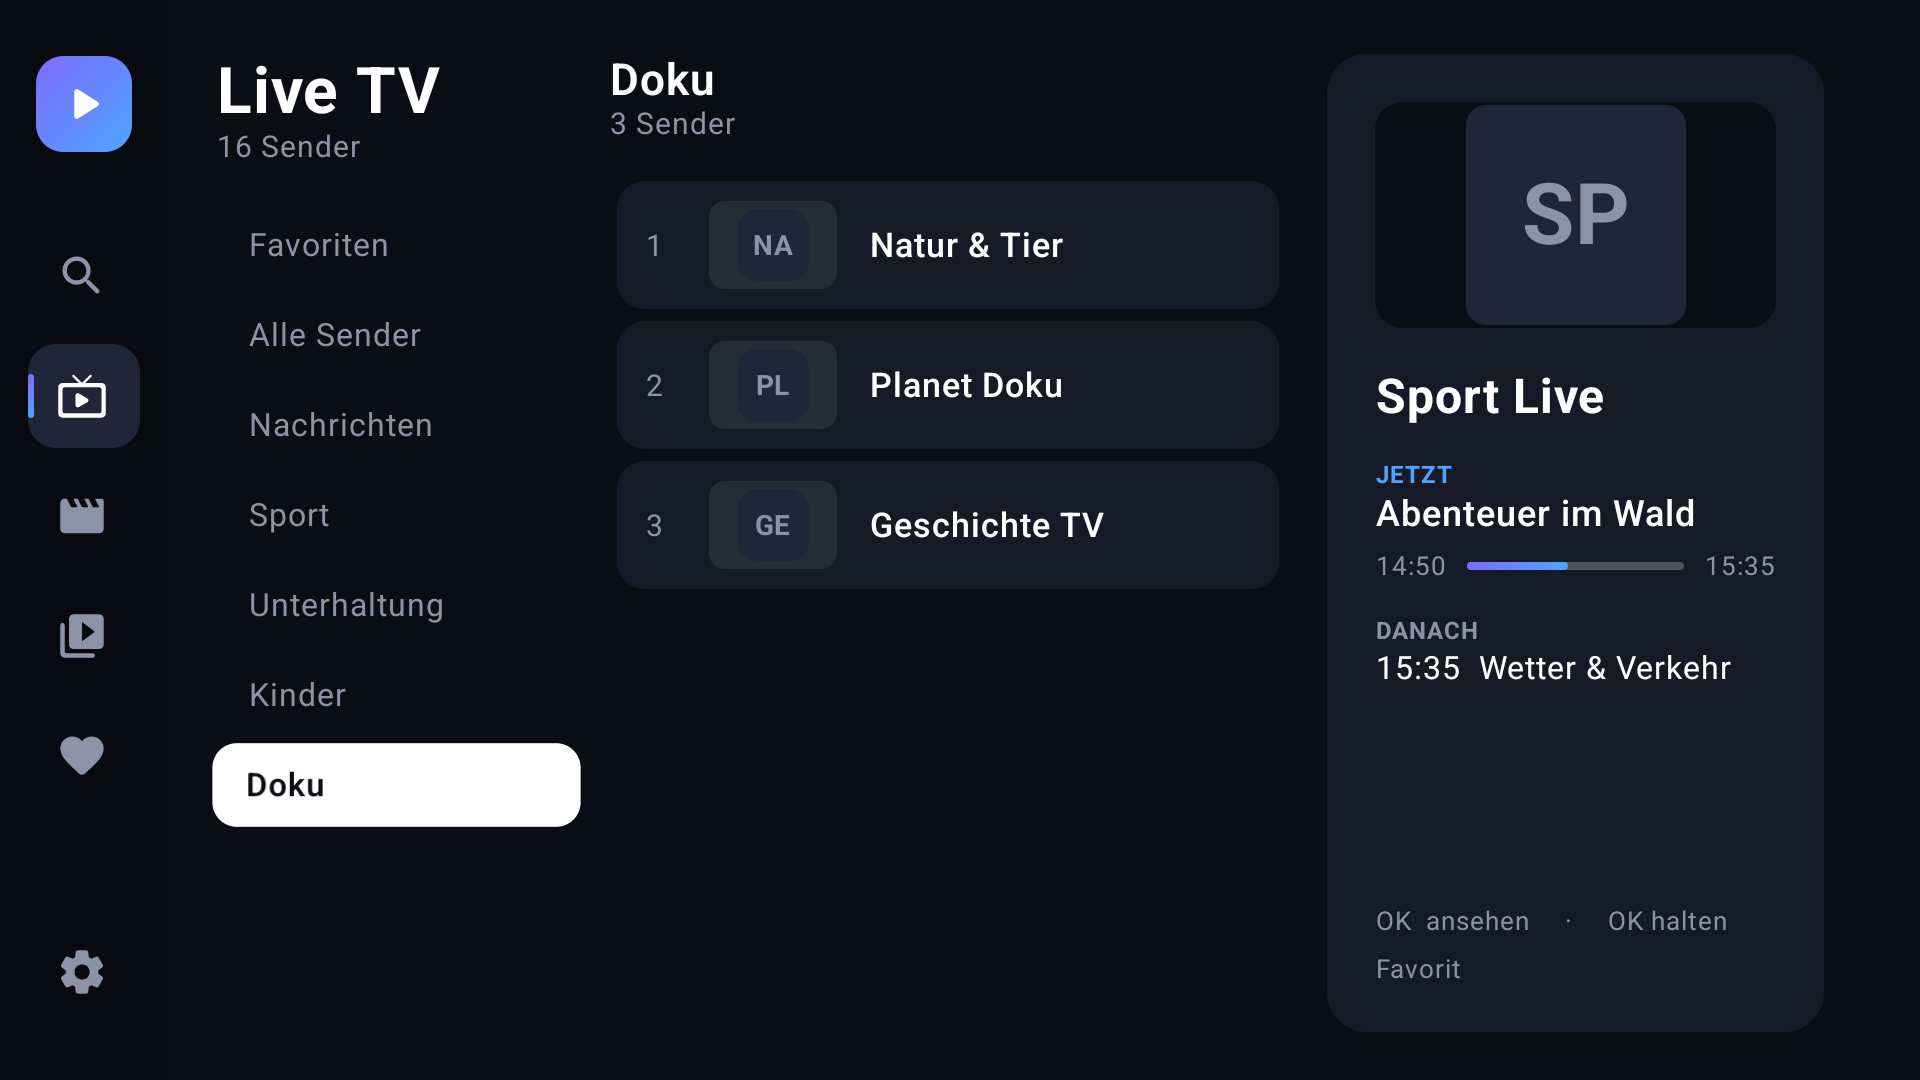 Live TV
16 Sender
Favoriten
Alle Sender
Nachrichten
Sport
Unterhaltung
Kinder
Doku
Doku
3 Sender
1 NA Natur & Tier
2 PL Planet Doku
3 GE Geschichte TV
SP
Sport Live
JETZT
Abenteuer im Wald
14:50 15:35
DANACH
15:35 Wetter & Verkehr
OK ansehen · OK halten
Favorit